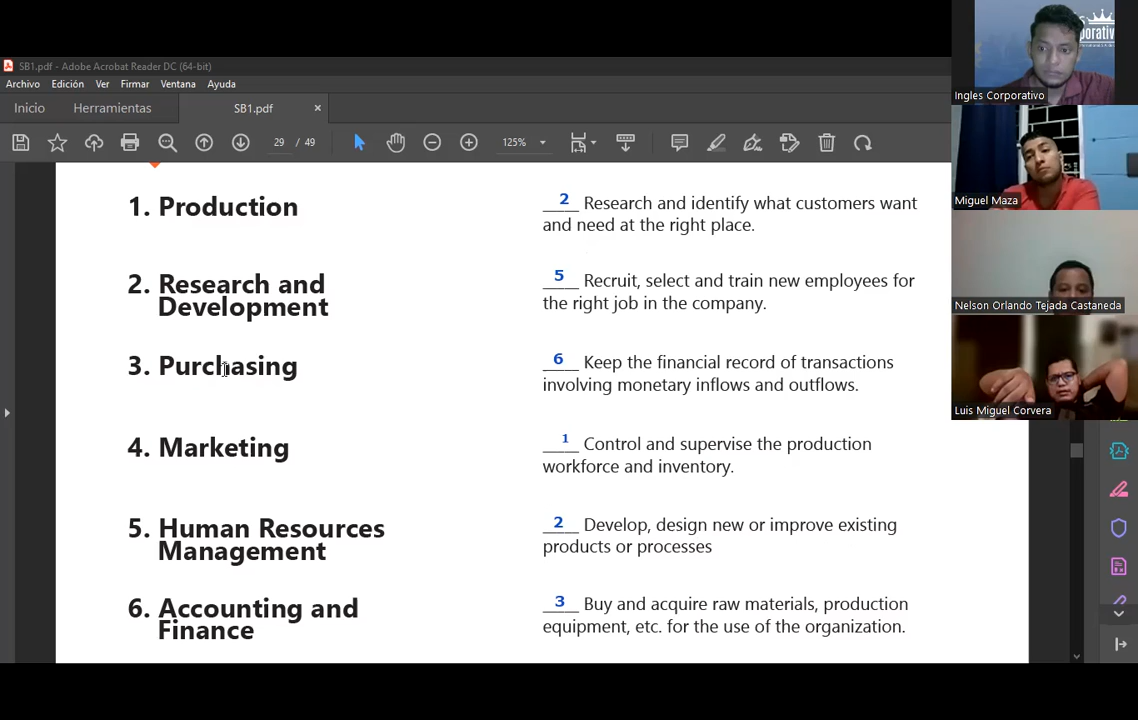 SB1.pdf - Adobe Acrobat Reader DC (64-bit)
Archivo Edición Ver Firmar Ventana Ayuda
Inicio Herramientas SB1.pdf ×
29 / 49 125%
1. Production
2 Research and identify what customers want
and need at the right place.
2. Research and
Development
5 Recruit, select and train new employees for
the right job in the company.
3. Purchasing
6 Keep the financial record of transactions
involving monetary inflows and outflows.
4. Marketing
1 Control and supervise the production
workforce and inventory.
5. Human Resources
Management
2 Develop, design new or improve existing
products or processes
6. Accounting and
Finance
3 Buy and acquire raw materials, production
equipment, etc. for the use of the organization.
Ingles Corporativo
Miguel Maza
Nelson Orlando Tejada Castaneda
Luis Miguel Corvera